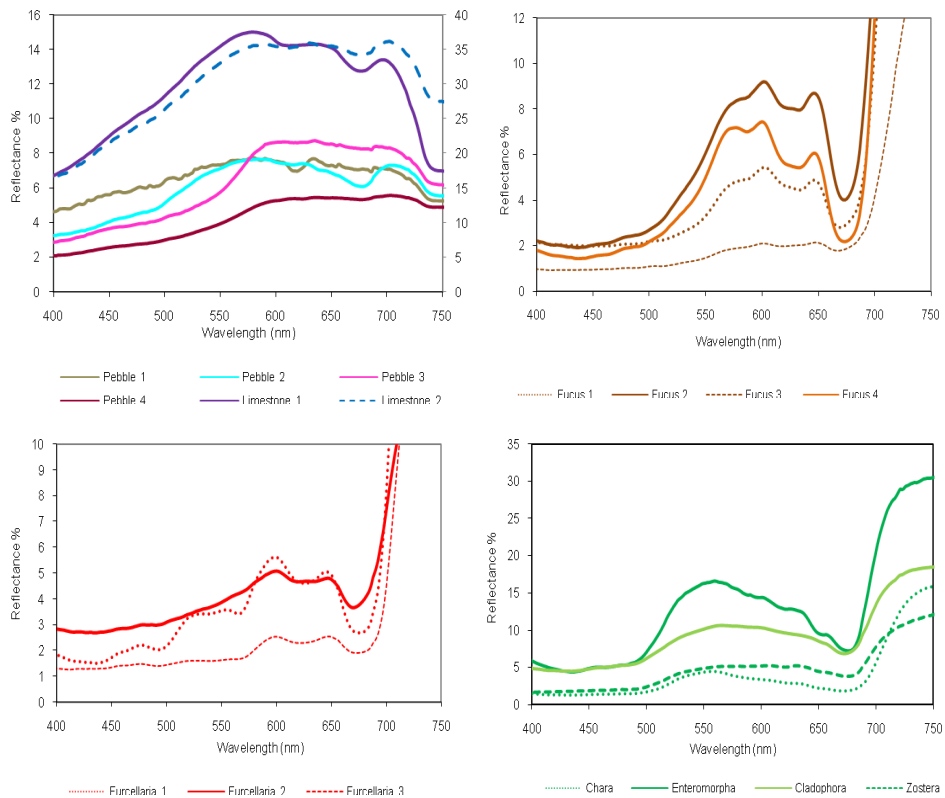 16
14
12
10
8
6
4
2
0
40
35
30
25
20
15
10
5
0
Reflectance %
400 450 500 550 600 650 700 750
Wavelength (nm)
Pebble 1 Pebble 2 Pebble 3
Pebble 4 Limestone 1 Limestone 2
12
10
8
6
4
2
0
Reflectance %
400 450 500 550 600 650 700 750
Wavelength (nm)
Fucus 1 Fucus 2 Fucus 3 Fucus 4
10
9
8
7
6
5
4
3
2
1
0
Reflectance %
400 450 500 550 600 650 700 750
Wavelength (nm)
Furcellaria 1 Furcellaria 2 Furcellaria 3
35
30
25
20
15
10
5
0
Reflectance %
400 450 500 550 600 650 700 750
Wavelength (nm)
Chara Enteromorpha Cladophora Zostera